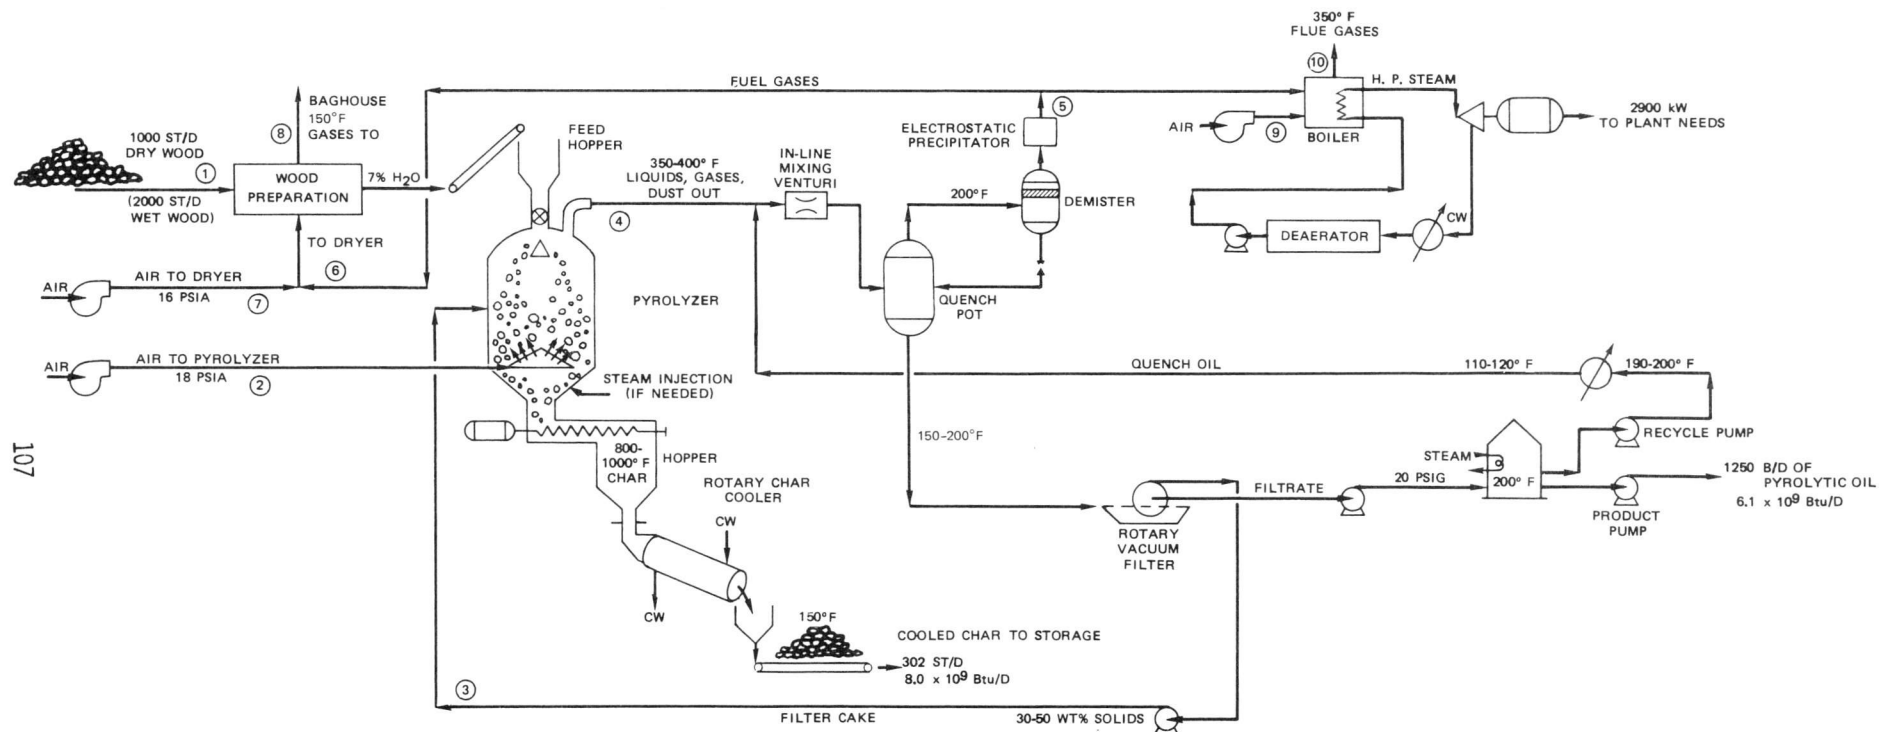 350° F
FLUE GASES
10
H. P. STEAM
FUEL GASES
BAGHOUSE
150°F
GASES TO
8
5
2900 kW
TO PLANT NEEDS
AIR
9
BOILER
1000 ST/D
DRY WOOD
1
(2000 ST/D
WET WOOD)
WOOD
PREPARATION
7% H2O
FEED
HOPPER
350-400° F
LIQUIDS, GASES,
DUST OUT
4
IN-LINE
MIXING
VENTURI
ELECTROSTATIC
PRECIPITATOR
200°F
DEMISTER
CW
DEAERATOR
TO DRYER
6
AIR
AIR TO DRYER
16 PSIA
7
PYROLYZER
QUENCH
POT
AIR
AIR TO PYROLYZER
18 PSIA
2
STEAM INJECTION
(IF NEEDED)
QUENCH OIL
110-120° F
190-200° F
800-
1000° F
CHAR
HOPPER
150-200°F
RECYCLE PUMP
STEAM
200° F
ROTARY CHAR
COOLER
CW
CW
FILTRATE
20 PSIG
1250 B/D OF
PYROLYTIC OIL
6.1 x 10⁹ Btu/D
PRODUCT
PUMP
ROTARY
VACUUM
FILTER
150°F
COOLED CHAR TO STORAGE
302 ST/D
8.0 x 10⁹ Btu/D
3
FILTER CAKE
30-50 WT% SOLIDS
107